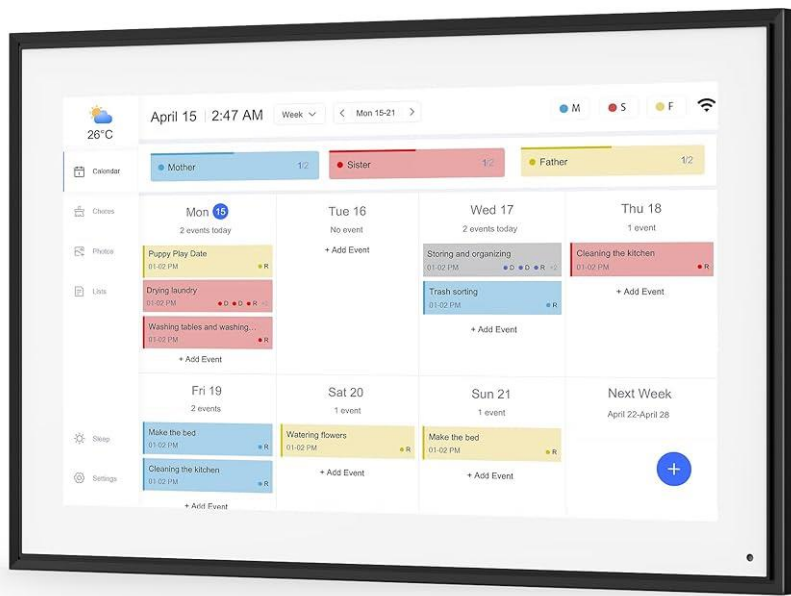 26°C
April 15 2:47 AM Week Mon 15-21 M S F
Calendar
Chores
Photos
Lists
Sleep
Settings
Mother 1/2
Sister 1/2
Father 1/2
Mon 15
2 events today
Puppy Play Date
01-02 PM R
Drying laundry
01-02 PM D D R +2
Washing tables and washing...
01-02 PM R
+ Add Event
Tue 16
No event
+ Add Event
Wed 17
2 events today
Storing and organizing
01-02 PM D D R +2
Trash sorting
01-02 PM R
+ Add Event
Thu 18
1 event
Cleaning the kitchen
01-02 PM R
+ Add Event
Fri 19
2 events
Make the bed
01-02 PM R
Cleaning the kitchen
01-02 PM R
+ Add Event
Sat 20
1 event
Watering flowers
01-02 PM R
+ Add Event
Sun 21
1 event
Make the bed
01-02 PM R
+ Add Event
Next Week
April 22-April 28
+